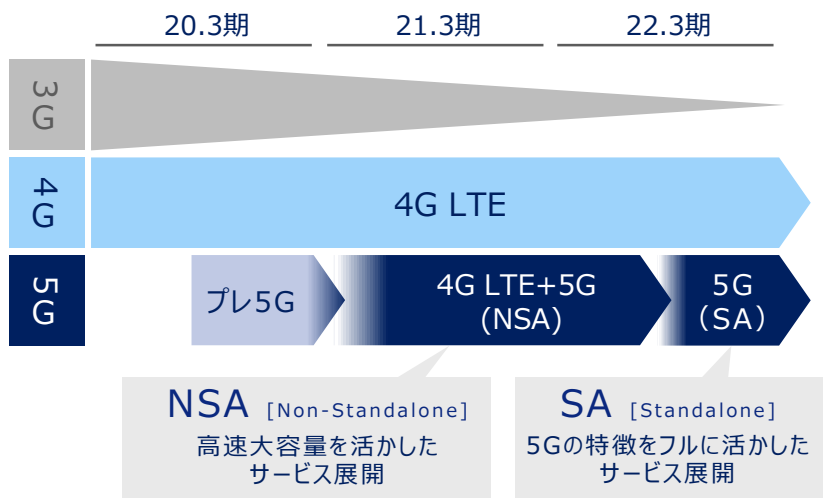 20.3期 21.3期 22.3期
3G
4G
4G LTE
5G
プレ5G
4G LTE+5G
(NSA)
5G
（SA）
NSA [Non-Standalone]
高速大容量を活かした
サービス展開
SA [Standalone]
5Gの特徴をフルに活かした
サービス展開